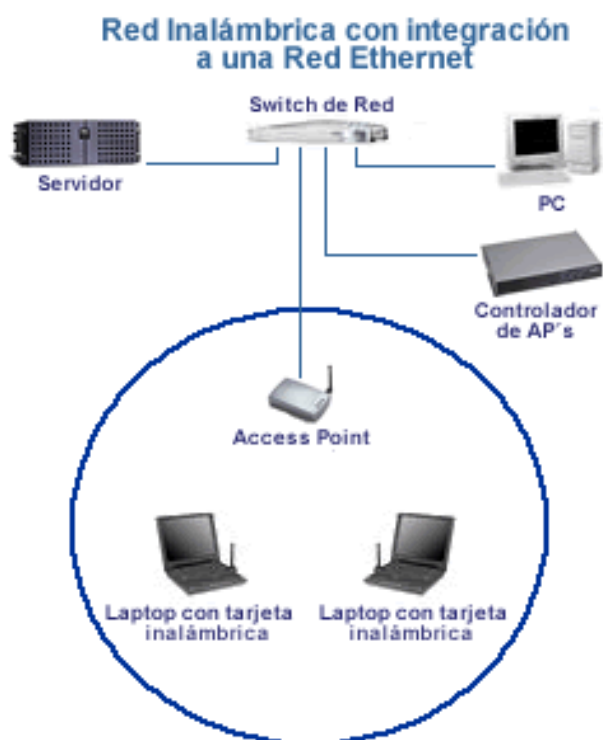 Red Inalámbrica con integración
a una Red Ethernet
Switch de Red
Servidor
PC
Controlador
de AP´s
Access Point
Laptop con tarjeta
inalámbrica
Laptop con tarjeta
inalámbrica